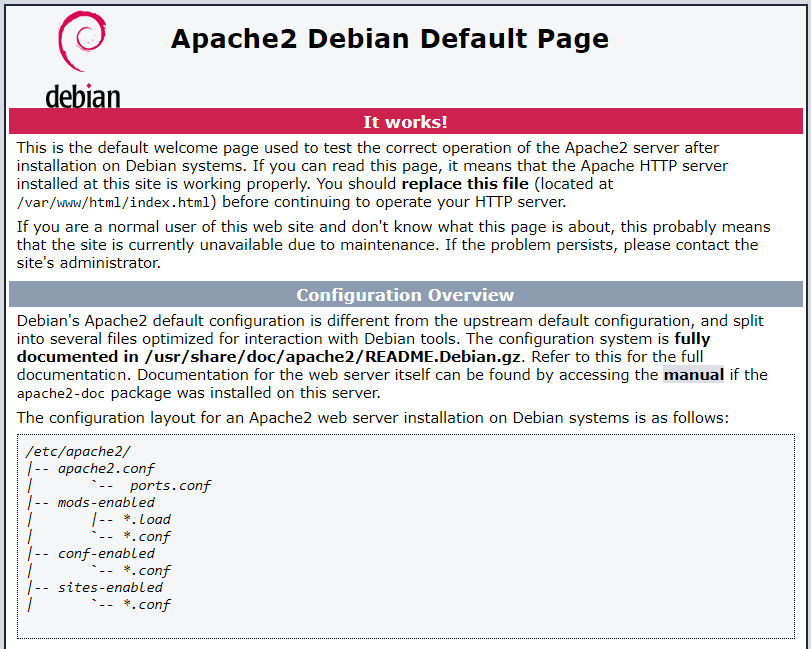 Apache2 Debian Default Page
debian
It works!
This is the default welcome page used to test the correct operation of the Apache2 server after
installation on Debian systems. If you can read this page, it means that the Apache HTTP server
installed at this site is working properly. You should replace this file (located at
/var/www/html/index.html) before continuing to operate your HTTP server.
If you are a normal user of this web site and don't know what this page is about, this probably means
that the site is currently unavailable due to maintenance. If the problem persists, please contact the
site's administrator.
Configuration Overview
Debian's Apache2 default configuration is different from the upstream default configuration, and split
into several files optimized for interaction with Debian tools. The configuration system is fully
documented in /usr/share/doc/apache2/README.Debian.gz. Refer to this for the full
documentation. Documentation for the web server itself can be found by accessing the manual if the
apache2-doc package was installed on this server.
The configuration layout for an Apache2 web server installation on Debian systems is as follows:
/etc/apache2/
|-- apache2.conf
|       `--  ports.conf
|-- mods-enabled
|       |-- *.load
|       `-- *.conf
|-- conf-enabled
|       `-- *.conf
|-- sites-enabled
|       `-- *.conf